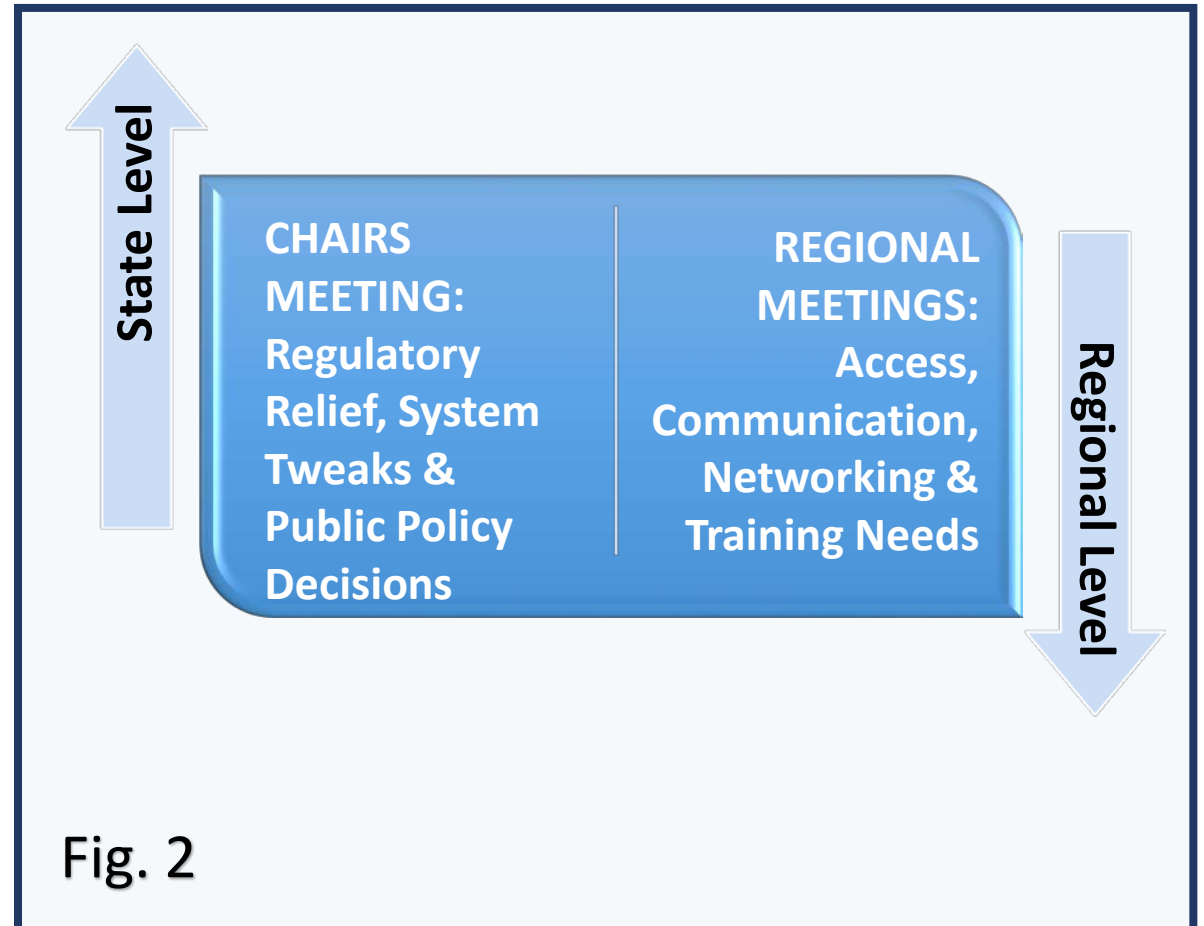 State Level
CHAIRS
MEETING:
Regulatory
Relief, System
Tweaks &
Public Policy
Decisions
REGIONAL
MEETINGS:
Access,
Communication,
Networking &
Training Needs
Regional Level
Fig. 2